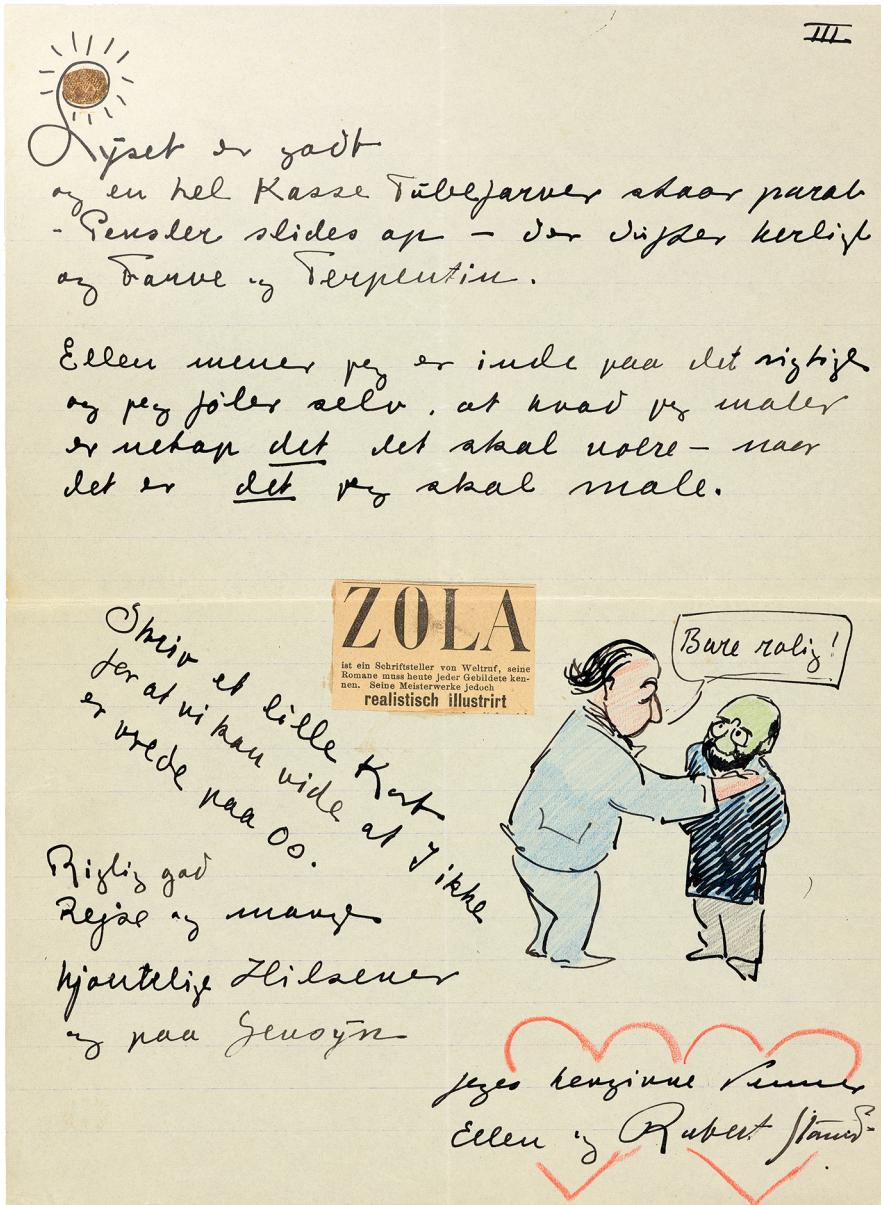 III
Lyset er godt
og en hel Kasse Tubefarver staar parat
- Pensler slides op - der dufter herligt
og Farve og Terpentin.
Ellen mener jeg er inde paa det rigtige
og jeg føler selv, at hvad jeg maler
er netop det det skal være - naar
det er det jeg skal male.
ZOLA
ist ein Schriftsteller von Weltruf, seine
Romane muss heute jeder Gebildete ken-
nen. Seine Meisterwerke jedoch
realistisch illustrirt
Bare rolig!
Skriv et lille Kort
for at vi kan vide at I ikke
er vrede paa Os.
Rigtig god
Rejse og mange
hjertelige Hilsener
og paa Gensyn
hengivne Venner
Ellen og Robert